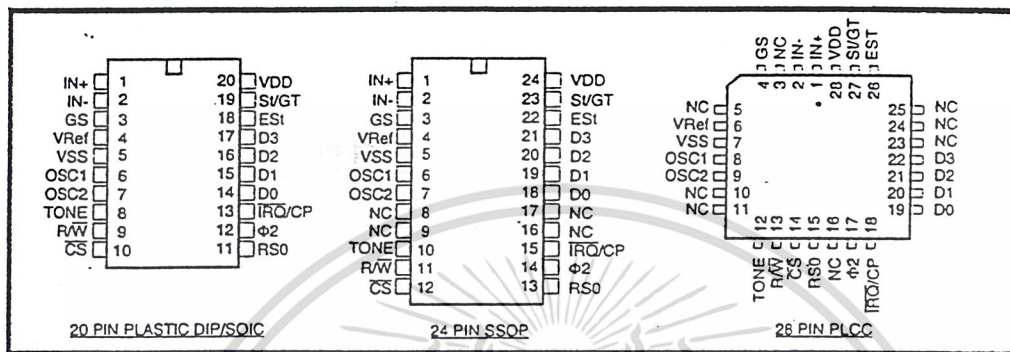 IN+ 1 20 VDD
IN- 2 19 St/GT
GS 3 18 ESt
VRef 4 17 D3
VSS 5 16 D2
OSC1 6 15 D1
OSC2 7 14 D0
TONE 8 13 IRQ/CP
R/W 9 12 Φ2
CS 10 11 RS0
20 PIN PLASTIC DIP/SOIC
IN+ 1 24 VDD
IN- 2 23 St/GT
GS 3 22 ESt
VRef 4 21 D3
VSS 5 20 D2
OSC1 6 19 D1
OSC2 7 18 D0
NC 8 17 NC
NC 9 16 NC
TONE 10 15 IRQ/CP
R/W 11 14 Φ2
CS 12 13 RS0
24 PIN SSOP
GS NC IN- IN+ VDD St/GT EST
4 3 2 1 28 27 26
NC 5 25 NC
VRef 6 24 NC
VSS 7 23 NC
OSC1 8 22 D3
OSC2 9 21 D2
NC 10 20 D1
NC 11 19 D0
12 13 14 15 16 17 18
TONE R/W CS RS0 NC Φ2 IRQ/CP
28 PIN PLCC